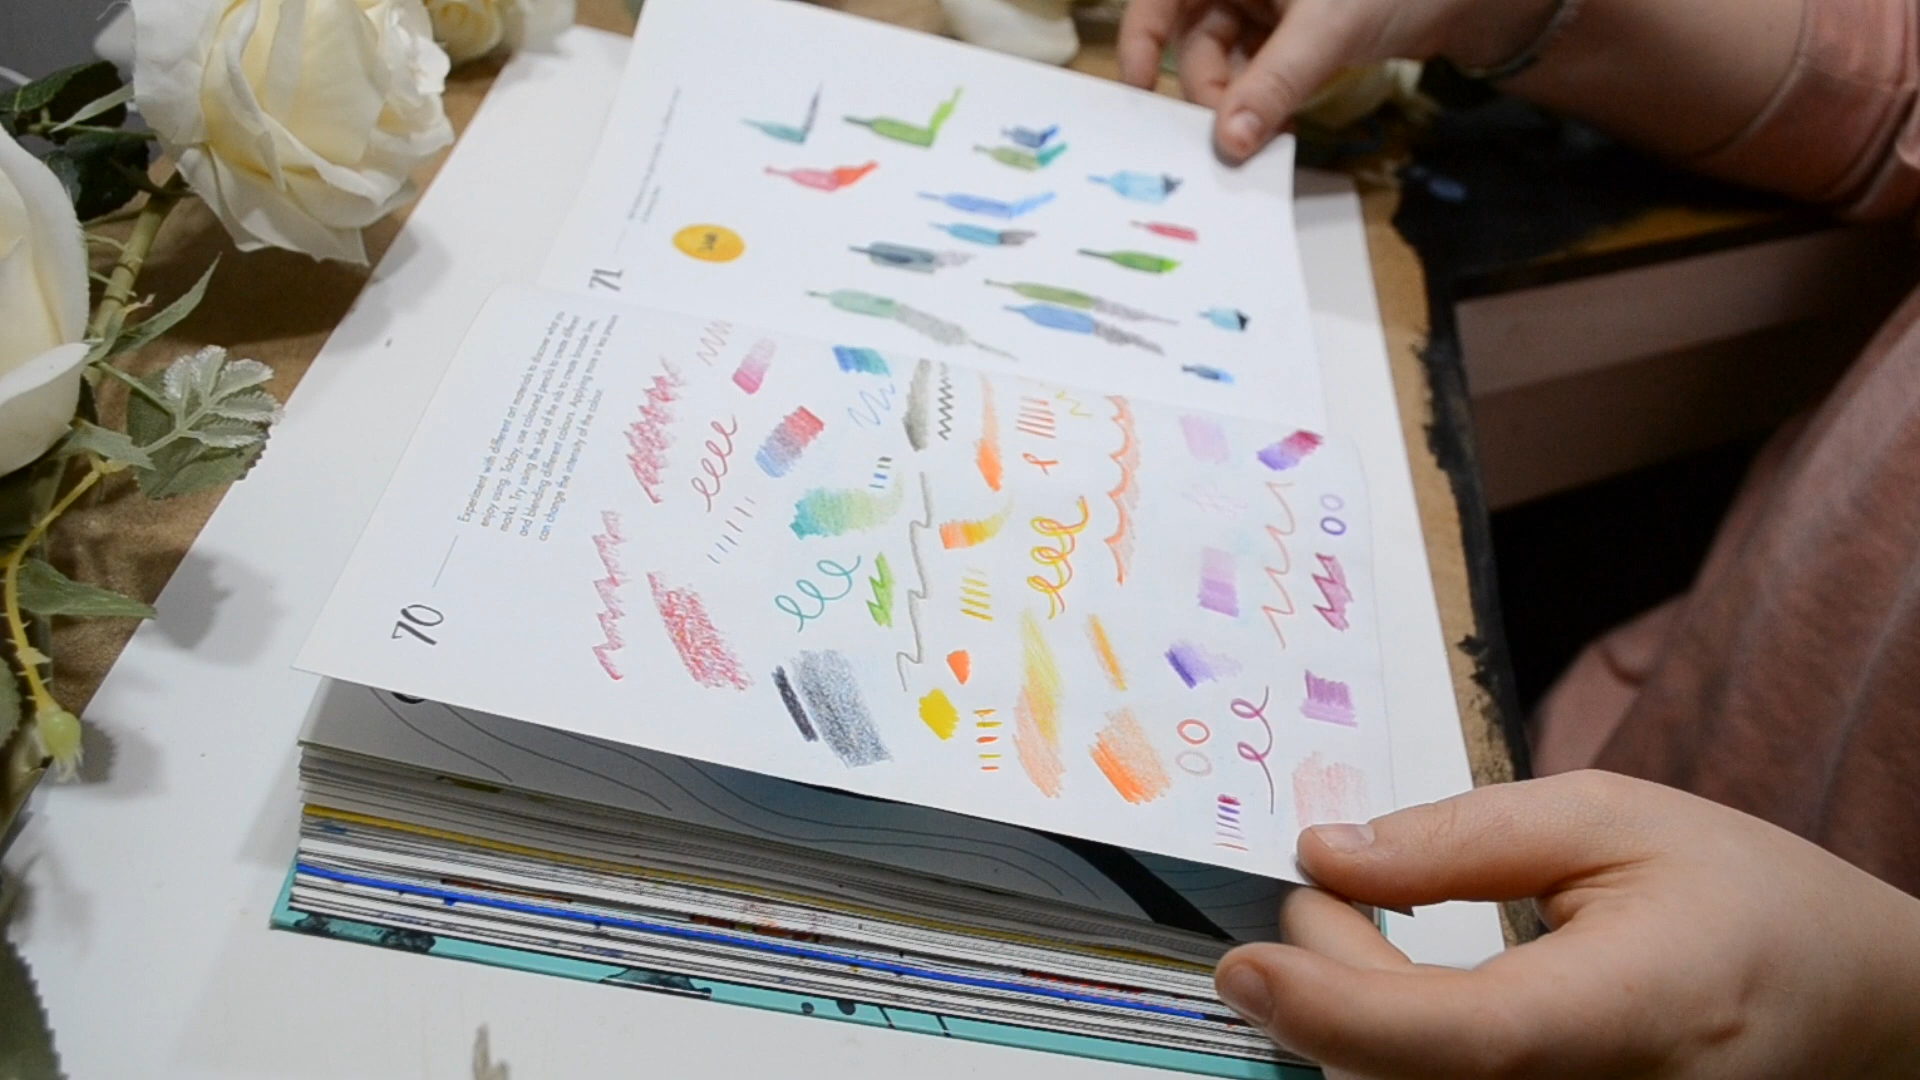 70
Experiment with different art materials to discover what you
enjoy using. Today, use coloured pencils to create different
marks. Try using the side of the nib to create broader lines,
and blending different colours. Applying more or less pressure
can change the intensity of the colour.
71